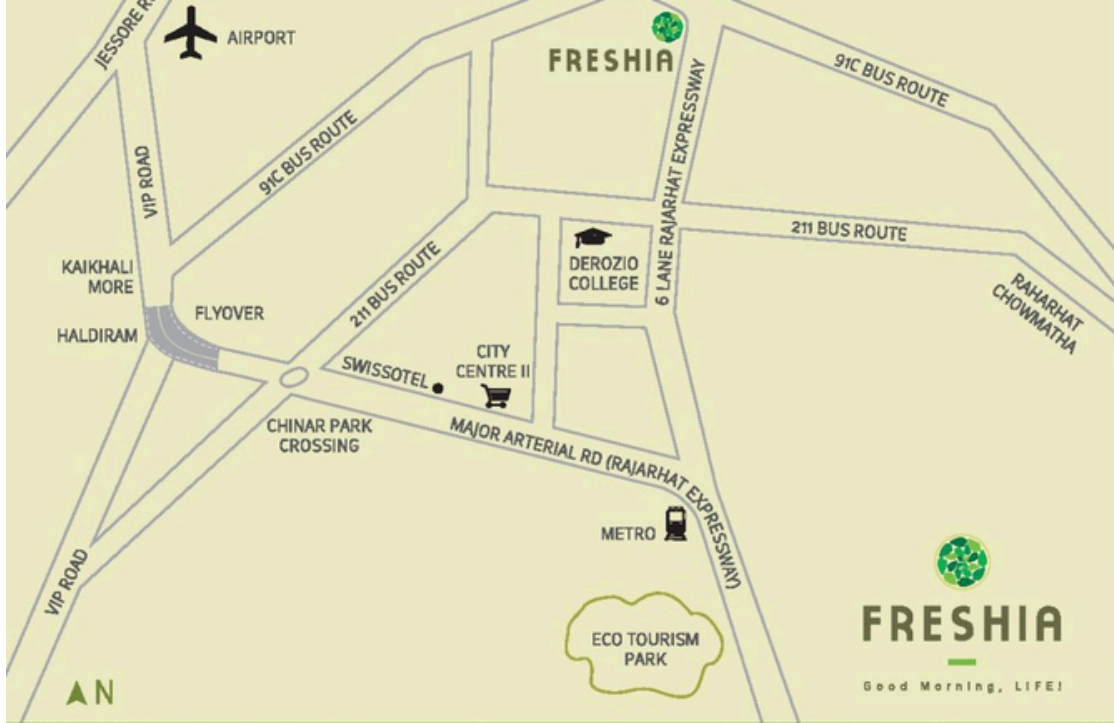 JESSORE R
AIRPORT
FRESHIA
91C BUS ROUTE
91C BUS ROUTE
VIP ROAD
6 LANE RAJARHAT EXPRESSWAY
211 BUS ROUTE
DEROZIO
COLLEGE
KAIKHALI
MORE
FLYOVER
HALDIRAM
211 BUS ROUTE
RAHARHAT
CHOWMATHA
SWISSOTEL
CITY
CENTRE II
CHINAR PARK
CROSSING
MAJOR ARTERIAL RD (RAJARHAT EXPRESSWAY)
METRO
VIP ROAD
ECO TOURISM
PARK
FRESHIA
Good Morning, LIFE!
N